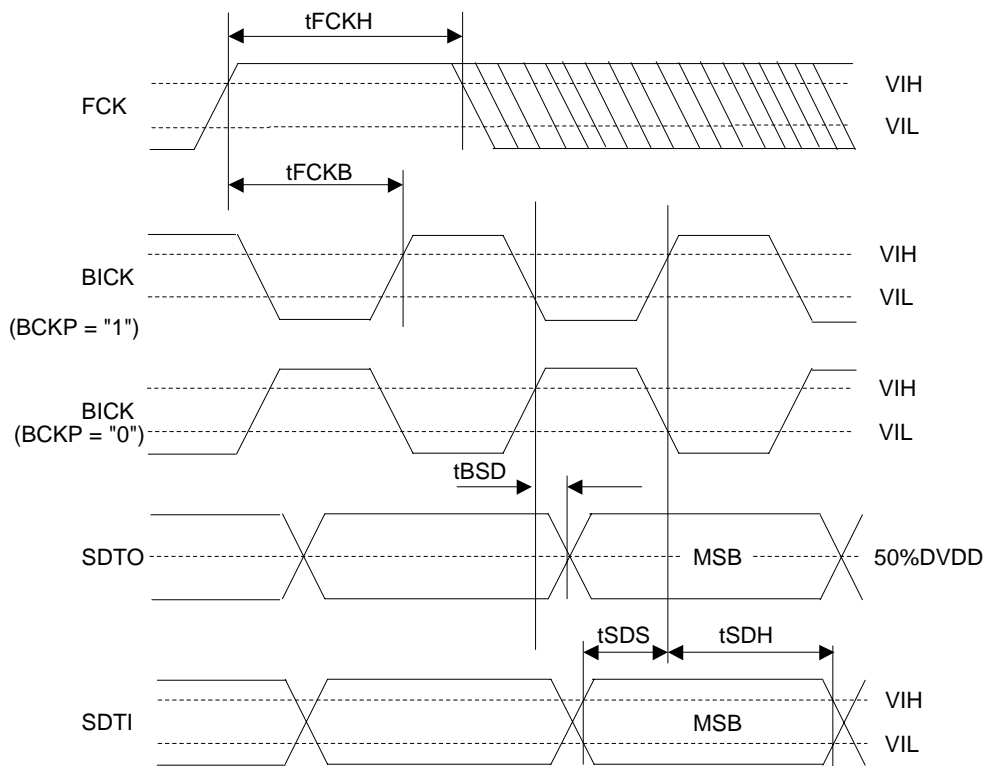 tFCKH
FCK
VIH
VIL
tFCKB
BICK
(BCKP = "1")
VIH
VIL
BICK
(BCKP = "0")
VIH
VIL
tBSD
SDTO
MSB
50%DVDD
tSDS
tSDH
SDTI
MSB
VIH
VIL